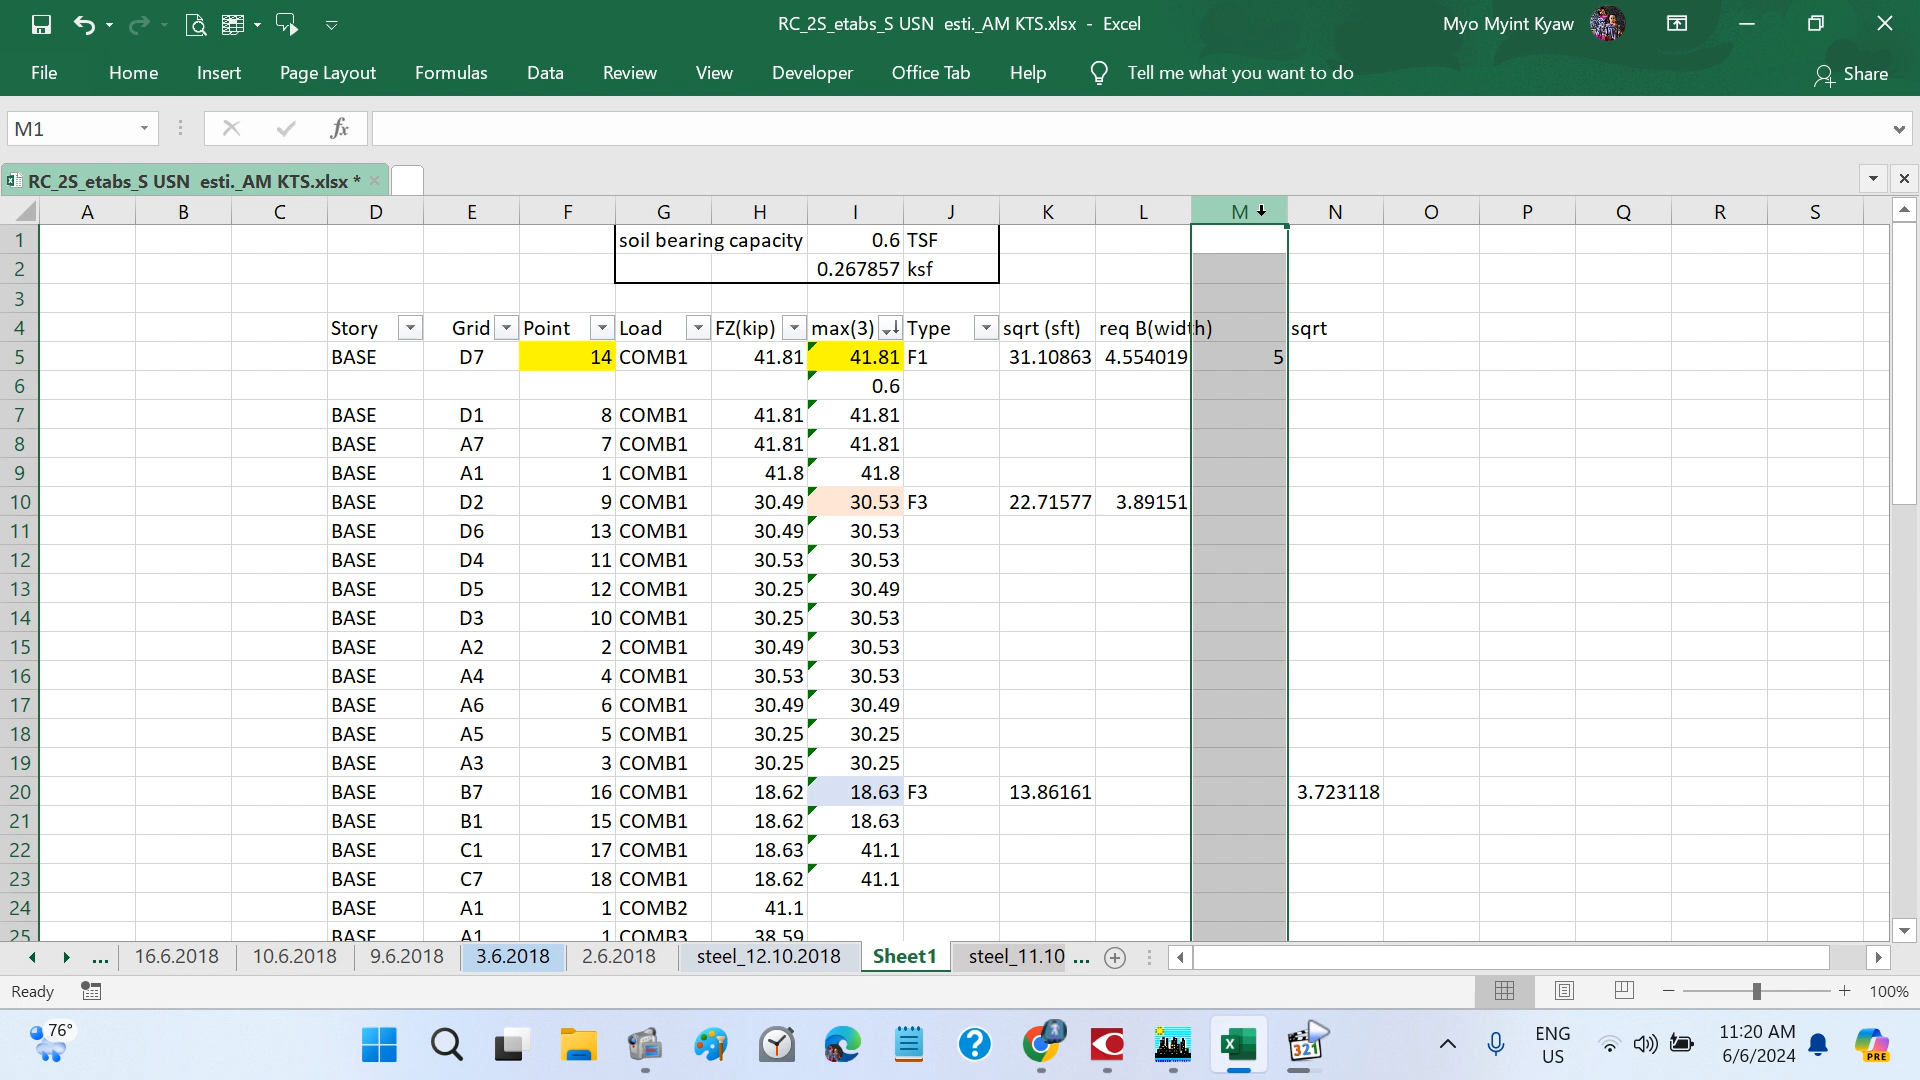 RC_2S_etabs_S USN  esti._AM KTS.xlsx  -  Excel
Myo Myint Kyaw
File Home Insert Page Layout Formulas Data Review View Developer Office Tab Help Tell me what you want to do Share
M1 fx
RC_2S_etabs_S USN  esti._AM KTS.xlsx *
A B C D E F G H I J K L M N O P Q R S
1 soil bearing capacity 0.6 TSF
2 0.267857 ksf
3
4 Story Grid Point Load FZ(kip) max(3) Type sqrt (sft) req B(width) sqrt
5 BASE D7 14 COMB1 41.81 41.81 F1 31.10863 4.554019 5
6 0.6
7 BASE D1 8 COMB1 41.81 41.81
8 BASE A7 7 COMB1 41.81 41.81
9 BASE A1 1 COMB1 41.8 41.8
10 BASE D2 9 COMB1 30.49 30.53 F3 22.71577 3.89151
11 BASE D6 13 COMB1 30.49 30.53
12 BASE D4 11 COMB1 30.53 30.53
13 BASE D5 12 COMB1 30.25 30.49
14 BASE D3 10 COMB1 30.25 30.53
15 BASE A2 2 COMB1 30.49 30.53
16 BASE A4 4 COMB1 30.53 30.53
17 BASE A6 6 COMB1 30.49 30.49
18 BASE A5 5 COMB1 30.25 30.25
19 BASE A3 3 COMB1 30.25 30.25
20 BASE B7 16 COMB1 18.62 18.63 F3 13.86161 3.723118
21 BASE B1 15 COMB1 18.62 18.63
22 BASE C1 17 COMB1 18.63 41.1
23 BASE C7 18 COMB1 18.62 41.1
24 BASE A1 1 COMB2 41.1
25 BASE A1 1 COMB3 38.59
... 16.6.2018 10.6.2018 9.6.2018 3.6.2018 2.6.2018 steel_12.10.2018 Sheet1 steel_11.10 ...
Ready 100%
76° 321 ENG US 11:20 AM 6/6/2024 PRE